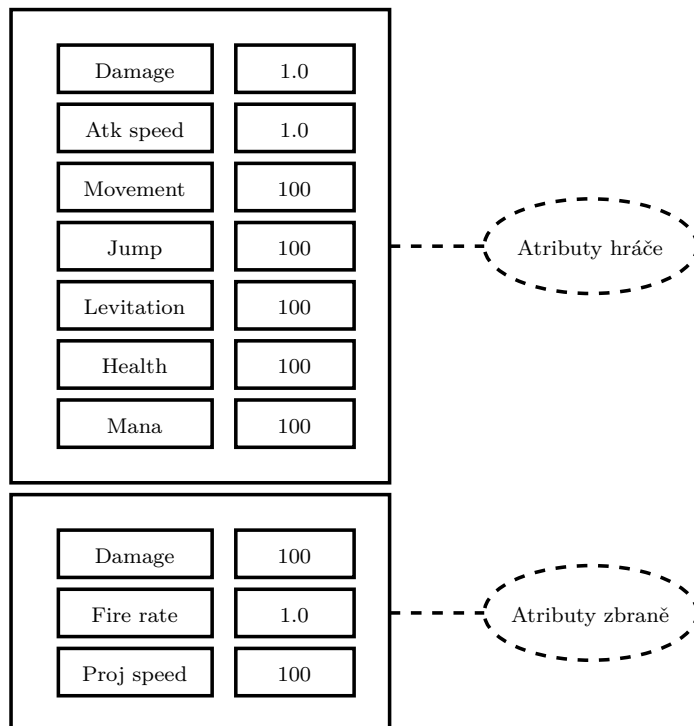 Damage 1.0
Atk speed 1.0
Movement 100
Jump 100
Levitation 100
Health 100
Mana 100
Atributy hráče
Damage 100
Fire rate 1.0
Proj speed 100
Atributy zbraně